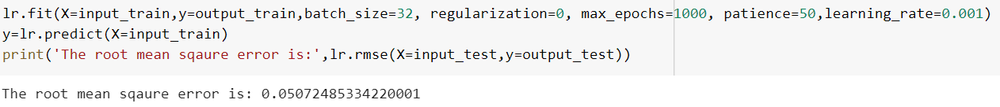 lr.fit(X=input_train,y=output_train,batch_size=32, regularization=0, max_epochs=1000, patience=50,learning_rate=0.001)
y=lr.predict(X=input_train)
print('The root mean sqaure error is:',lr.rmse(X=input_test,y=output_test))
The root mean sqaure error is: 0.05072485334220001